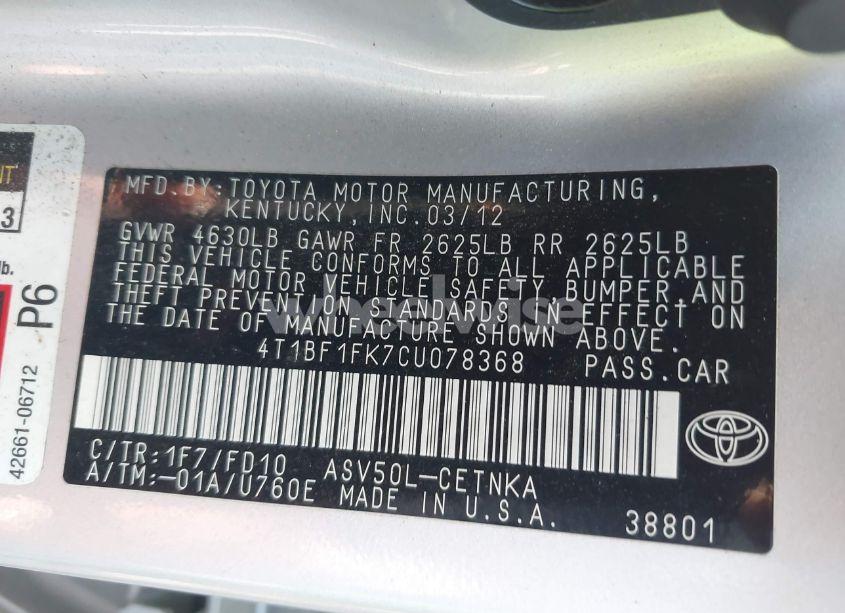 MFD. BY: TOYOTA MOTOR MANUFACTURING,
KENTUCKY, INC. 03/12
GVWR 4630LB GAWR FR 2625LB RR 2625LB
THIS VEHICLE CONFORMS TO ALL APPLICABLE
FEDERAL MOTOR VEHICLE SAFETY, BUMPER, AND
THEFT PREVENTION STANDARDS IN EFFECT ON
THE DATE OF MANUFACTURE SHOWN ABOVE.
4T1BF1FK7CU078368 PASS.CAR
C/TR:1F7/FD10 ASV50L-CETNKA
A/TM:-01A/U760E MADE IN U.S.A. 38801
wheelwise
3
lb.
P6
42661-06712